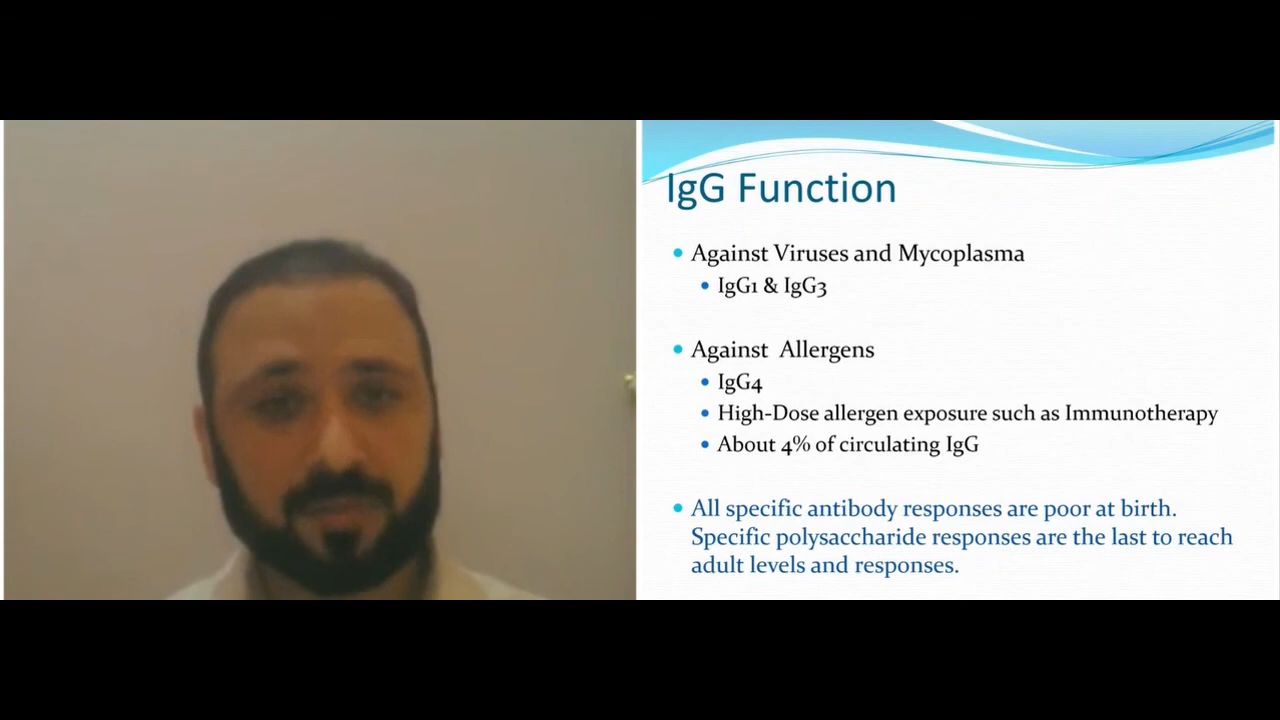 IgG Function
Against Viruses and Mycoplasma
IgG1 & IgG3
Against Allergens
IgG4
High-Dose allergen exposure such as Immunotherapy
About 4% of circulating IgG
All specific antibody responses are poor at birth.
Specific polysaccharide responses are the last to reach
adult levels and responses.